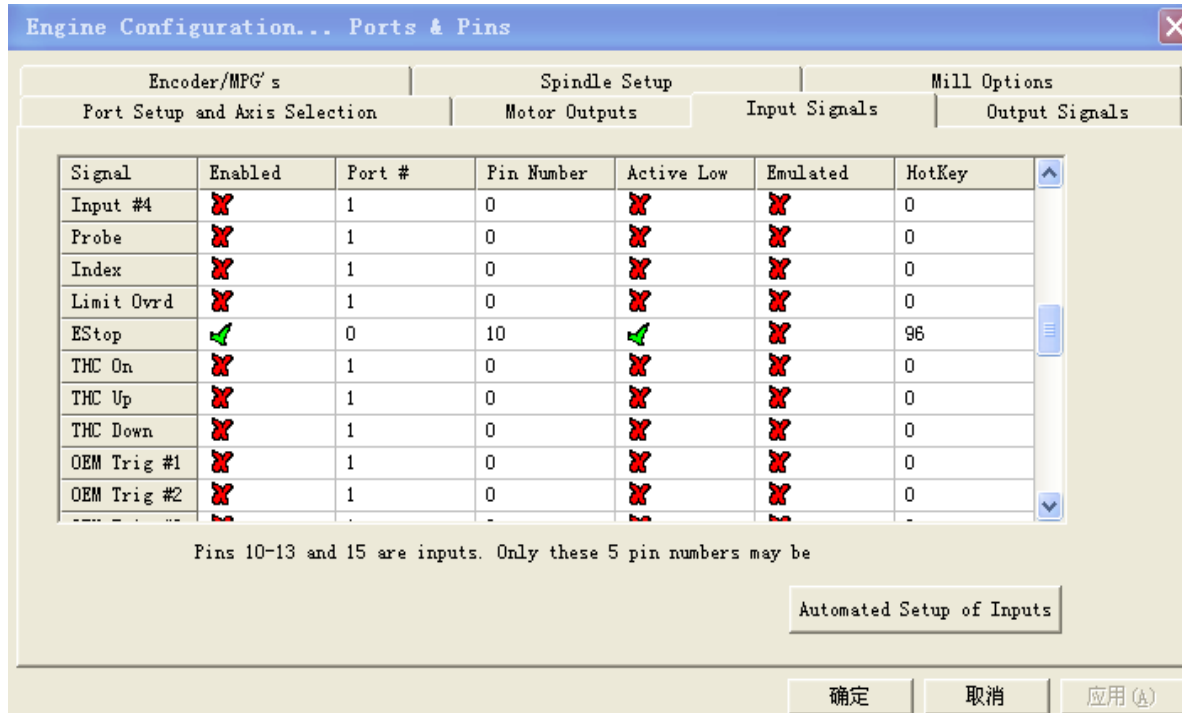 Engine Configuration... Ports & Pins
Encoder/MPG's Spindle Setup Mill Options
Port Setup and Axis Selection Motor Outputs Input Signals Output Signals
Signal Enabled Port # Pin Number Active Low Emulated HotKey
Input #4 1 0 0
Probe 1 0 0
Index 1 0 0
Limit Ovrd 1 0 0
EStop 0 10 96
THC On 1 0 0
THC Up 1 0 0
THC Down 1 0 0
OEM Trig #1 1 0 0
OEM Trig #2 1 0 0
Pins 10-13 and 15 are inputs. Only these 5 pin numbers may be
Automated Setup of Inputs
确定 取消 应用(A)